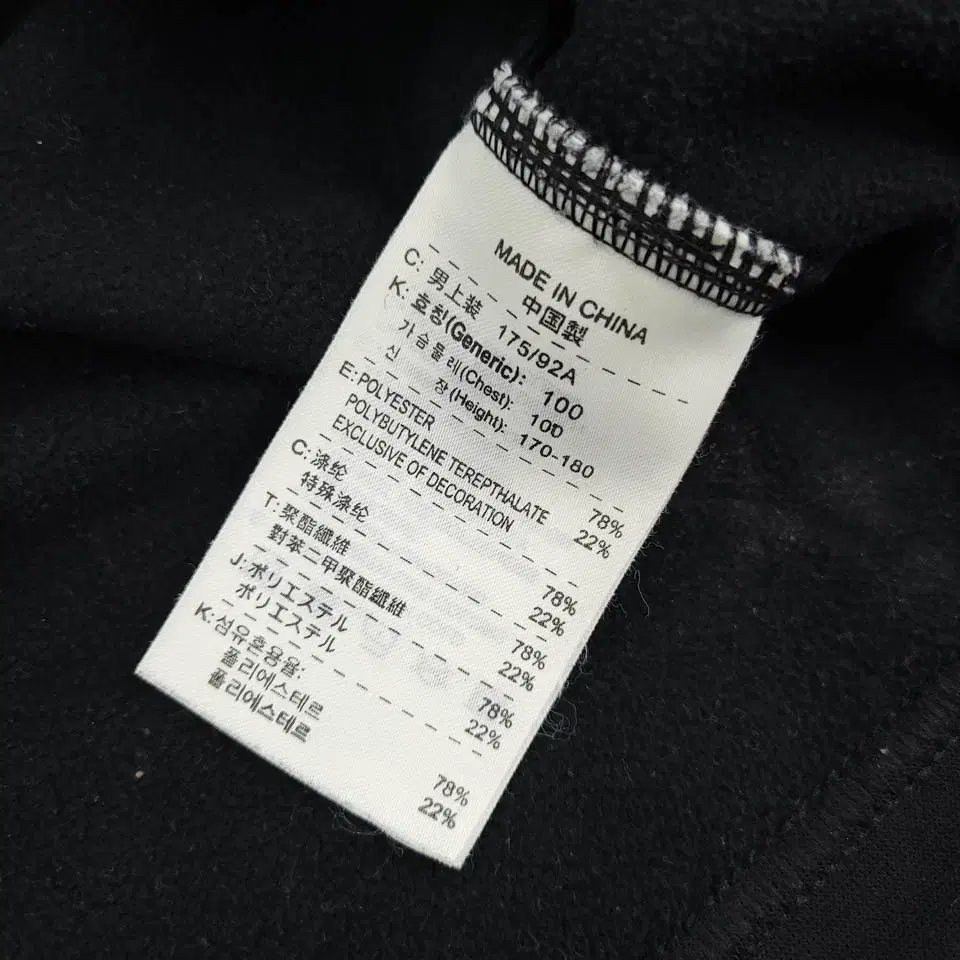 MADE IN CHINA
中国製
C: 男上装 175/92A
K: 호칭(Generic): 100
가슴둘레(Chest): 100
신 장(Height): 170-180
E: POLYESTER 78%
POLYBUTYLENE TEREPTHALATE 22%
EXCLUSIVE OF DECORATION
C: 涤纶 78%
特殊涤纶 22%
T: 聚酯纖維 78%
對苯二甲聚酯纖維 22%
J: ポリエステル 78%
ポリエステル 22%
K: 섬유혼용율:
폴리에스테르 78%
폴리에스테르 22%